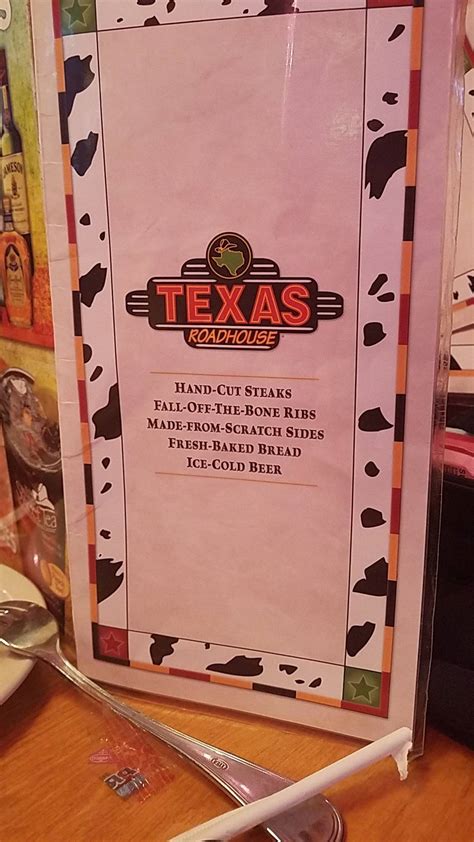 JAMESON
TEXAS
ROADHOUSE
HAND-CUT STEAKS
FALL-OFF-THE-BONE RIBS
MADE-FROM-SCRATCH SIDES
FRESH-BAKED BREAD
ICE-COLD BEER